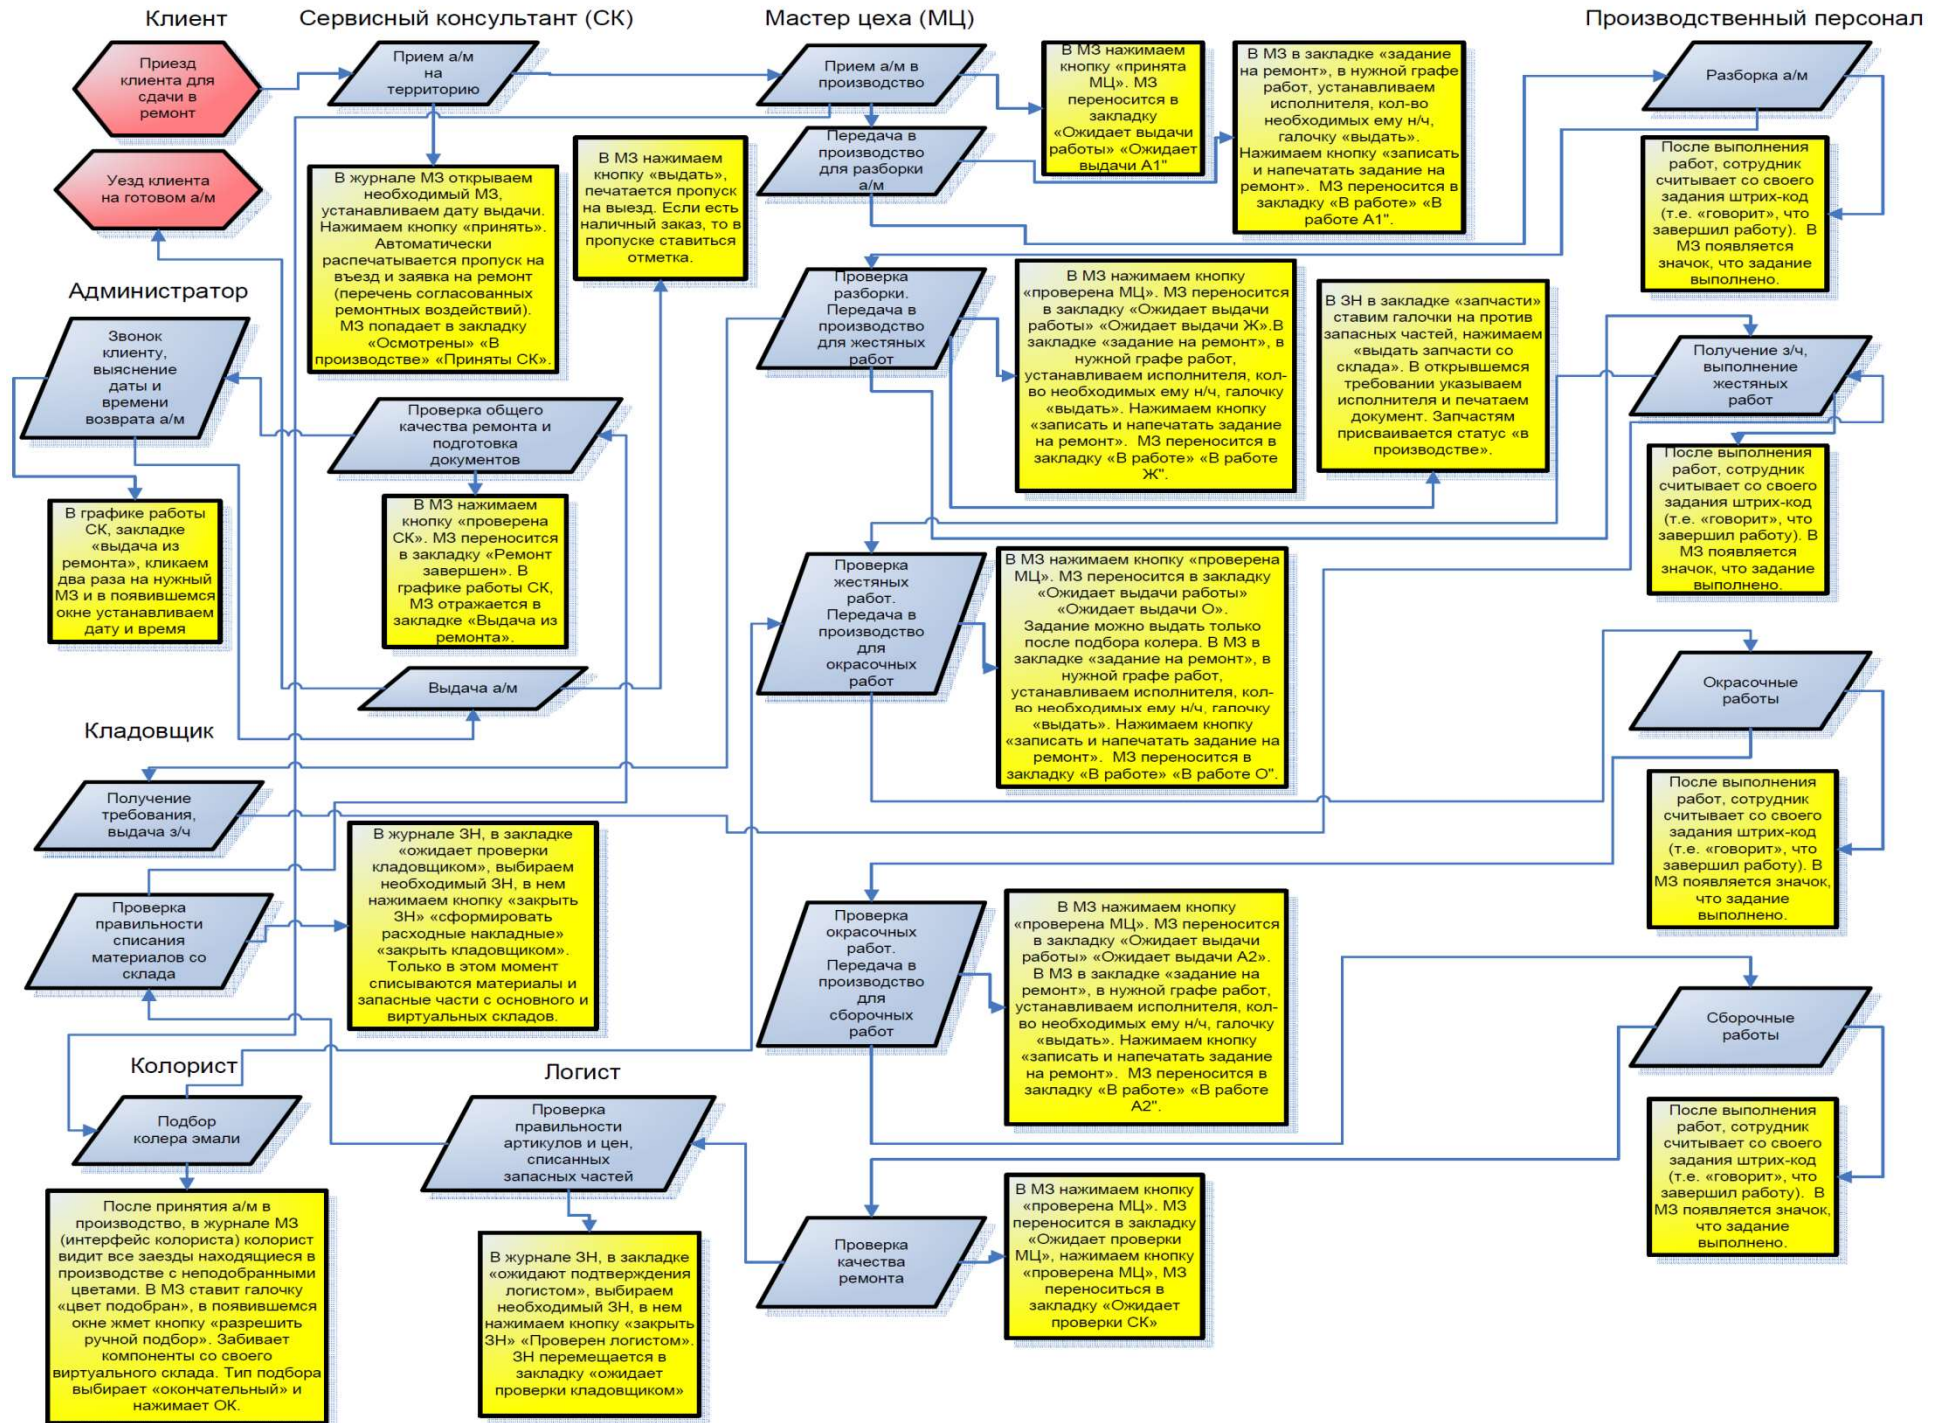 Клиент
Сервисный консультант (СК)
Мастер цеха (МЦ)
Производственный персонал
Приезд
клиента для
сдачи в
ремонт
Прием а/м
на
территорию
Прием а/м в
производство
В МЗ нажимаем
кнопку «принята
МЦ». МЗ
переносится в
закладку
«Ожидает выдачи
работы» «Ожидает
выдачи А1"
В МЗ в закладке «задание
на ремонт», в нужной графе
работ, устанавливаем
исполнителя, кол-во
необходимых ему н/ч,
галочку «выдать».
Нажимаем кнопку «записать
и напечатать задание на
ремонт».  МЗ переносится в
закладку «В работе» «В
работе А1".
Разборка а/м
Уезд клиента
на готовом а/м
В журнале МЗ открываем
необходимый МЗ,
устанавливаем дату выдачи.
Нажимаем кнопку «принять».
Автоматически
распечатывается пропуск на
въезд и заявка на ремонт
(перечень согласованных
ремонтных воздействий).
МЗ попадает в закладку
«Осмотрены» «В
производстве» «Приняты СК».
В МЗ нажимаем
кнопку «выдать»,
печатается пропуск
на выезд. Если есть
наличный заказ, то в
пропуске ставиться
отметка.
Передача в
производство
для разборки
а/м
После выполнения
работ, сотрудник
считывает со своего
задания штрих-код
(т.е. «говорит», что
завершил работу).  В
МЗ появляется
значок, что задание
выполнено.
Администратор
Звонок
клиенту,
выяснение
даты и
времени
возврата а/м
Проверка
разборки.
Передача в
производство
для жестяных
работ
В МЗ нажимаем кнопку
«проверена МЦ». МЗ переносится
в закладку «Ожидает выдачи
работы» «Ожидает выдачи Ж».В
закладке «задание на ремонт», в
нужной графе работ,
устанавливаем исполнителя, кол-
во необходимых ему н/ч, галочку
«выдать». Нажимаем кнопку
«записать и напечатать задание
на ремонт».  МЗ переносится в
закладку «В работе» «В работе
Ж".
В ЗН в закладке «запчасти»
ставим галочки на против
запасных частей, нажимаем
«выдать запчасти со
склада». В открывшемся
требовании указываем
исполнителя и печатаем
документ. Запчастям
присваивается статус «в
производстве».
Получение з/ч,
выполнение
жестяных
работ
Проверка общего
качества ремонта и
подготовка
документов
После выполнения
работ, сотрудник
считывает со своего
задания штрих-код
(т.е. «говорит», что
завершил работу). В
МЗ появляется
значок, что задание
выполнено.
В графике работы
СК, закладке
«выдача из
ремонта», кликаем
два раза на нужный
МЗ и в появившемся
окне устанавливаем
дату и время
В МЗ нажимаем
кнопку «проверена
СК». МЗ переносится
в закладку «Ремонт
завершен». В
графике работы СК,
МЗ отражается в
закладке «Выдача из
ремонта».
Проверка
жестяных
работ.
Передача в
производство
для
окрасочных
работ
В МЗ нажимаем кнопку «проверена
МЦ». МЗ переносится в закладку
«Ожидает выдачи работы»
«Ожидает выдачи О».
Задание можно выдать только
после подбора колера. В МЗ в
закладке «задание на ремонт», в
нужной графе работ,
устанавливаем исполнителя, кол-
во необходимых ему н/ч, галочку
«выдать». Нажимаем кнопку
«записать и напечатать задание на
ремонт».  МЗ переносится в
закладку «В работе» «В работе О".
Выдача а/м
Окрасочные
работы
Кладовщик
Получение
требования,
выдача з/ч
После выполнения
работ, сотрудник
считывает со своего
задания штрих-код
(т.е. «говорит», что
завершил работу). В
МЗ появляется значок,
что задание
выполнено.
В журнале ЗН, в закладке
«ожидает проверки
кладовщиком», выбираем
необходимый ЗН, в нем
нажимаем кнопку «закрыть
ЗН» «сформировать
расходные накладные»
«закрыть кладовщиком».
Только в этом момент
списываются материалы и
запасные части с основного и
виртуальных складов.
Проверка
правильности
списания
материалов со
склада
Проверка
окрасочных
работ.
Передача в
производство
для
сборочных
работ
В МЗ нажимаем кнопку
«проверена МЦ». МЗ переносится
в закладку «Ожидает выдачи
работы» «Ожидает выдачи А2».
В МЗ в закладке «задание на
ремонт», в нужной графе работ,
устанавливаем исполнителя, кол-
во необходимых ему н/ч, галочку
«выдать». Нажимаем кнопку
«записать и напечатать задание
на ремонт».  МЗ переносится в
закладку «В работе» «В работе
А2".
Сборочные
работы
Колорист
Логист
Подбор
колера эмали
Проверка
правильности
артикулов и цен,
списанных
запасных частей
После выполнения
работ, сотрудник
считывает со своего
задания штрих-код
(т.е. «говорит», что
завершил работу).  В
МЗ появляется значок,
что задание
выполнено.
После принятия а/м в
производство, в журнале МЗ
(интерфейс колориста) колорист
видит все заезды находящиеся в
производстве с неподобранными
цветами. В МЗ ставит галочку
«цвет подобран», в появившемся
окне жмет кнопку «разрешить
ручной подбор». Забивает
компоненты со своего
виртуального склада. Тип подбора
выбирает «окончательный» и
нажимает ОК.
В журнале ЗН, в закладке
«ожидают подтверждения
логистом», выбираем
необходимый ЗН, в нем
нажимаем кнопку «закрыть
ЗН» «Проверен логистом».
ЗН перемещается в
закладку «ожидает
проверки кладовщиком»
Проверка
качества
ремонта
В МЗ нажимаем кнопку
«проверена МЦ». МЗ
переносится в закладку
«Ожидает проверки
МЦ», нажимаем кнопку
«проверена МЦ», МЗ
переноситься в
закладку «Ожидает
проверки СК»